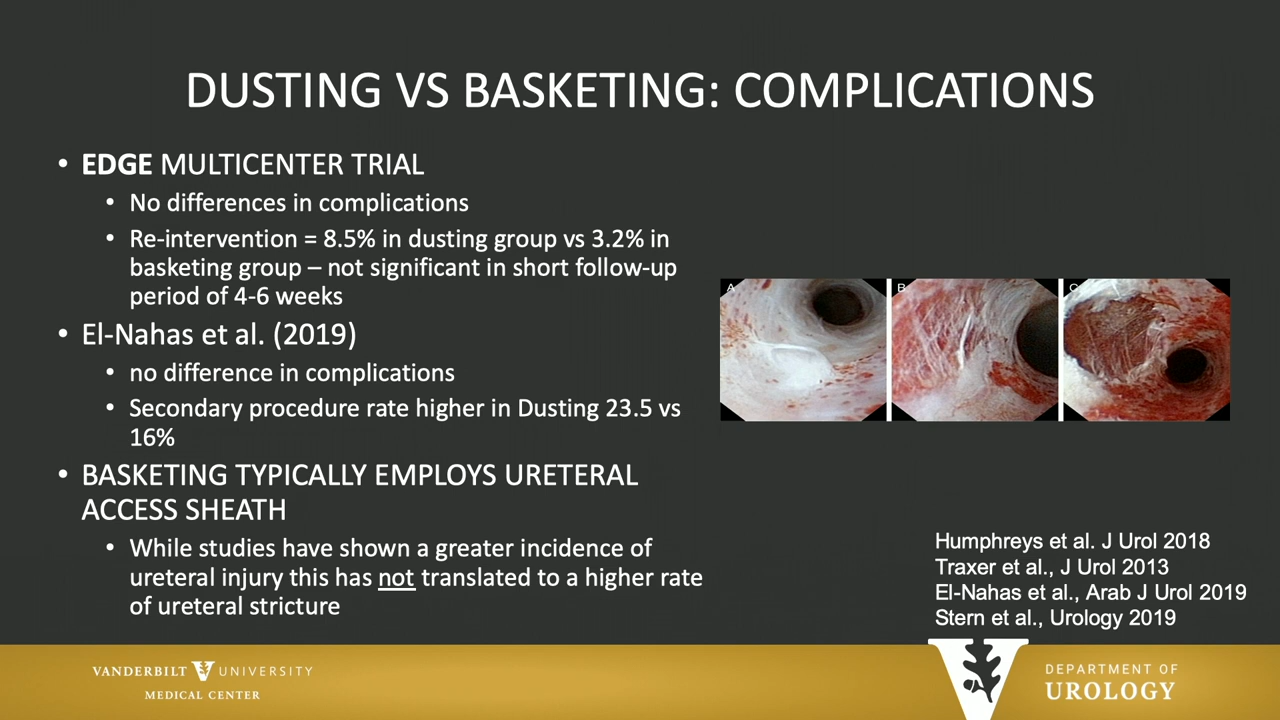 DUSTING VS BASKETING: COMPLICATIONS
• EDGE MULTICENTER TRIAL
• No differences in complications
• Re-intervention = 8.5% in dusting group vs 3.2% in
basketing group – not significant in short follow-up
period of 4-6 weeks
• El-Nahas et al. (2019)
• no difference in complications
• Secondary procedure rate higher in Dusting 23.5 vs
16%
• BASKETING TYPICALLY EMPLOYS URETERAL
ACCESS SHEATH
• While studies have shown a greater incidence of
ureteral injury this has not translated to a higher rate
of ureteral stricture
A
B
C
Humphreys et al. J Urol 2018
Traxer et al., J Urol 2013
El-Nahas et al., Arab J Urol 2019
Stern et al., Urology 2019
VANDERBILT V UNIVERSITY
MEDICAL CENTER
V
DEPARTMENT OF
UROLOGY